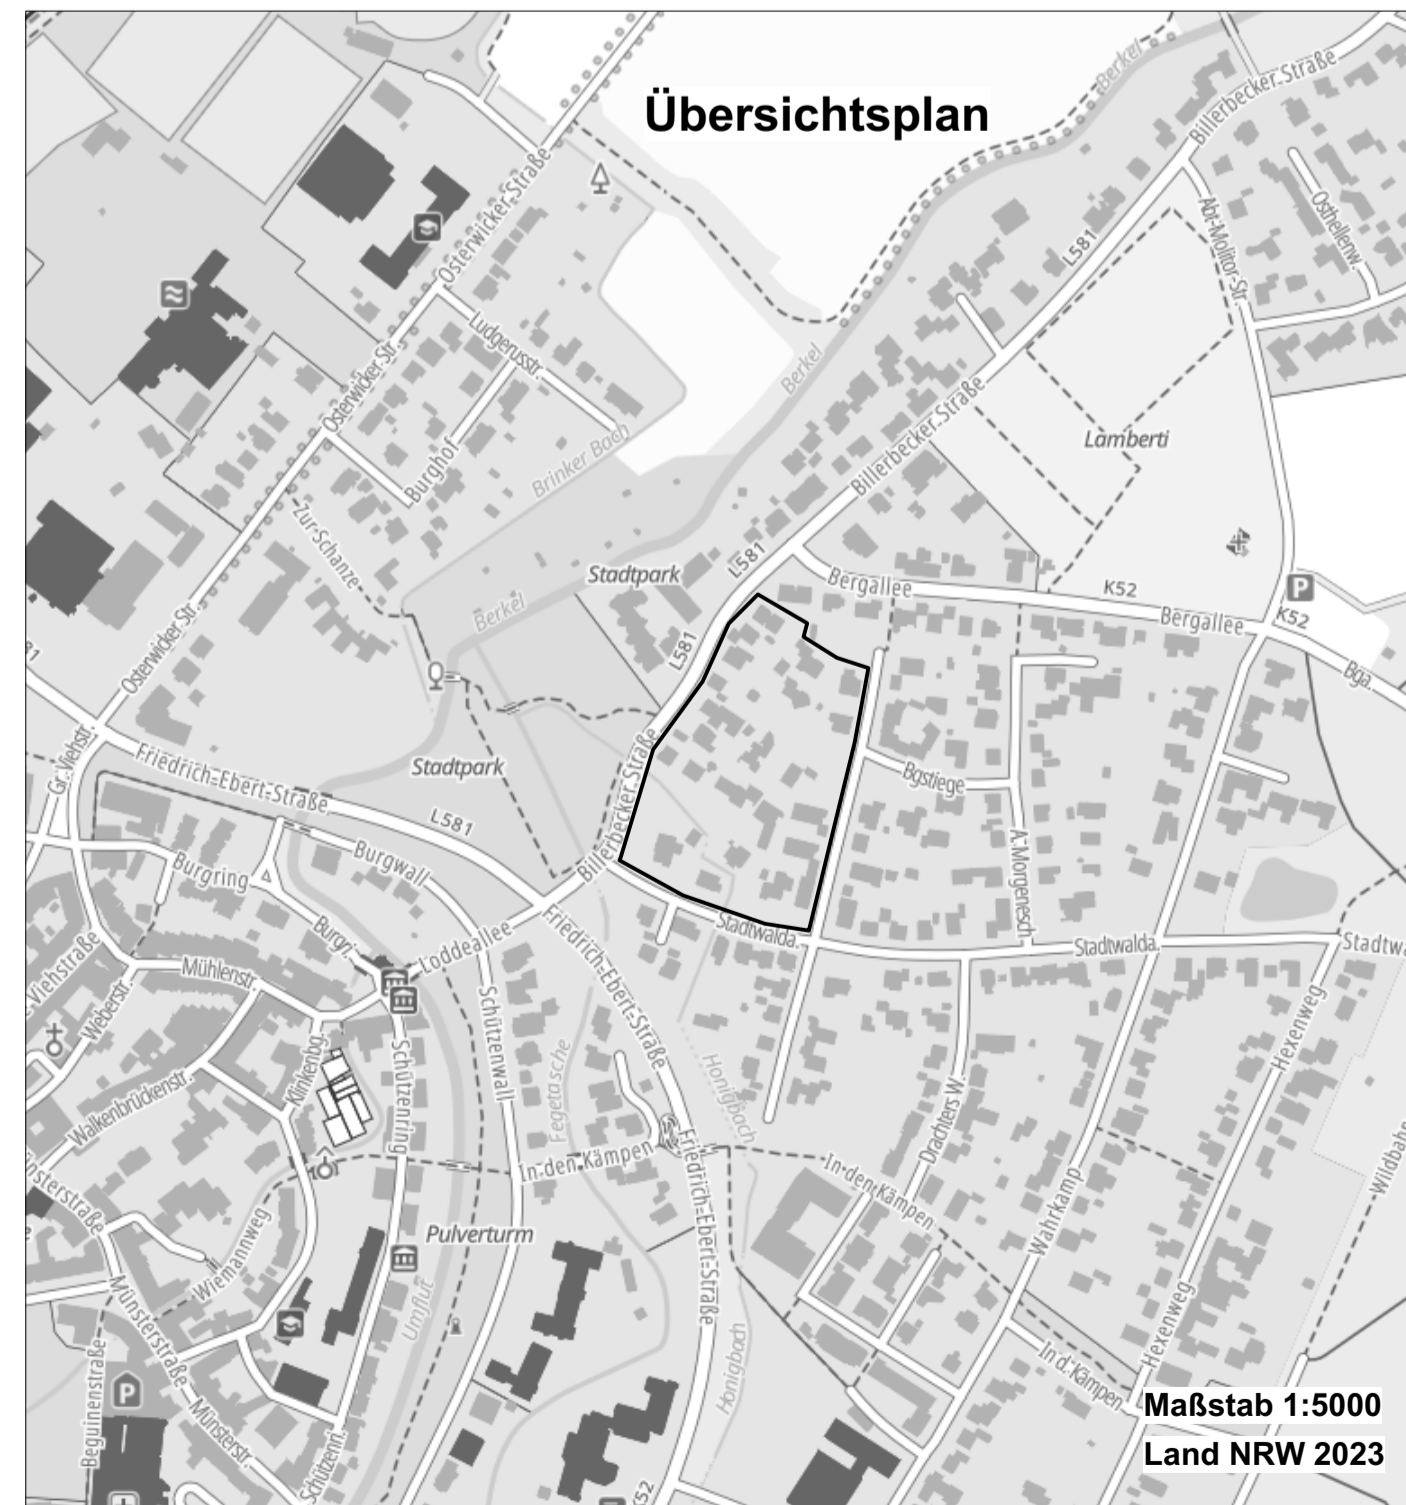 Übersichtsplan
Berkel
Billerbecker Straße
Osterwicker Straße
Abt-Molitor-Str.
Osthellenw.
L581
Ludgerusstr.
Osterwicker Str.
Berkel
Billerbecker Straße
Lamberti
Burghof
Brinker Bach
Zur Schanze
L581
Stadtpark
Bergallee
K52
Bergallee
K52
P
Berkel
Osterwicker Str.
81
L581
Bga.
Gr. Viehstr.
Friedrich-Ebert-Straße
Stadtpark
Billerbecker Straße
Bgstiege
L581
Burgwall
Burgring
A. Morgenesch
Burgr.
Loddeallee
Friedrich-Ebert-Straße
Stadtwalda.
Stadtwalda.
Stadtwa
Viehstraße
Weberstr.
Mühlenstr.
Schützenwall
Hexenweg
Klinkenbg.
Schützenring
Fegetasche
Honigbach
Walkenbrückenstr.
Drachters W.
Wildbahn
In den Kämpen
In den Kämpen
Friedrich-Ebert-Straße
ünsterstraße
e
Wiemannweg
Pulverturm
Wahrkamp
Umflut
Münsterstraße
Honigbach
Hexenweg
In d. Kämpen
Beguinenstraße
P
Münsterstr.
Schützenr.
K52
Maßstab 1:5000
Land NRW 2023